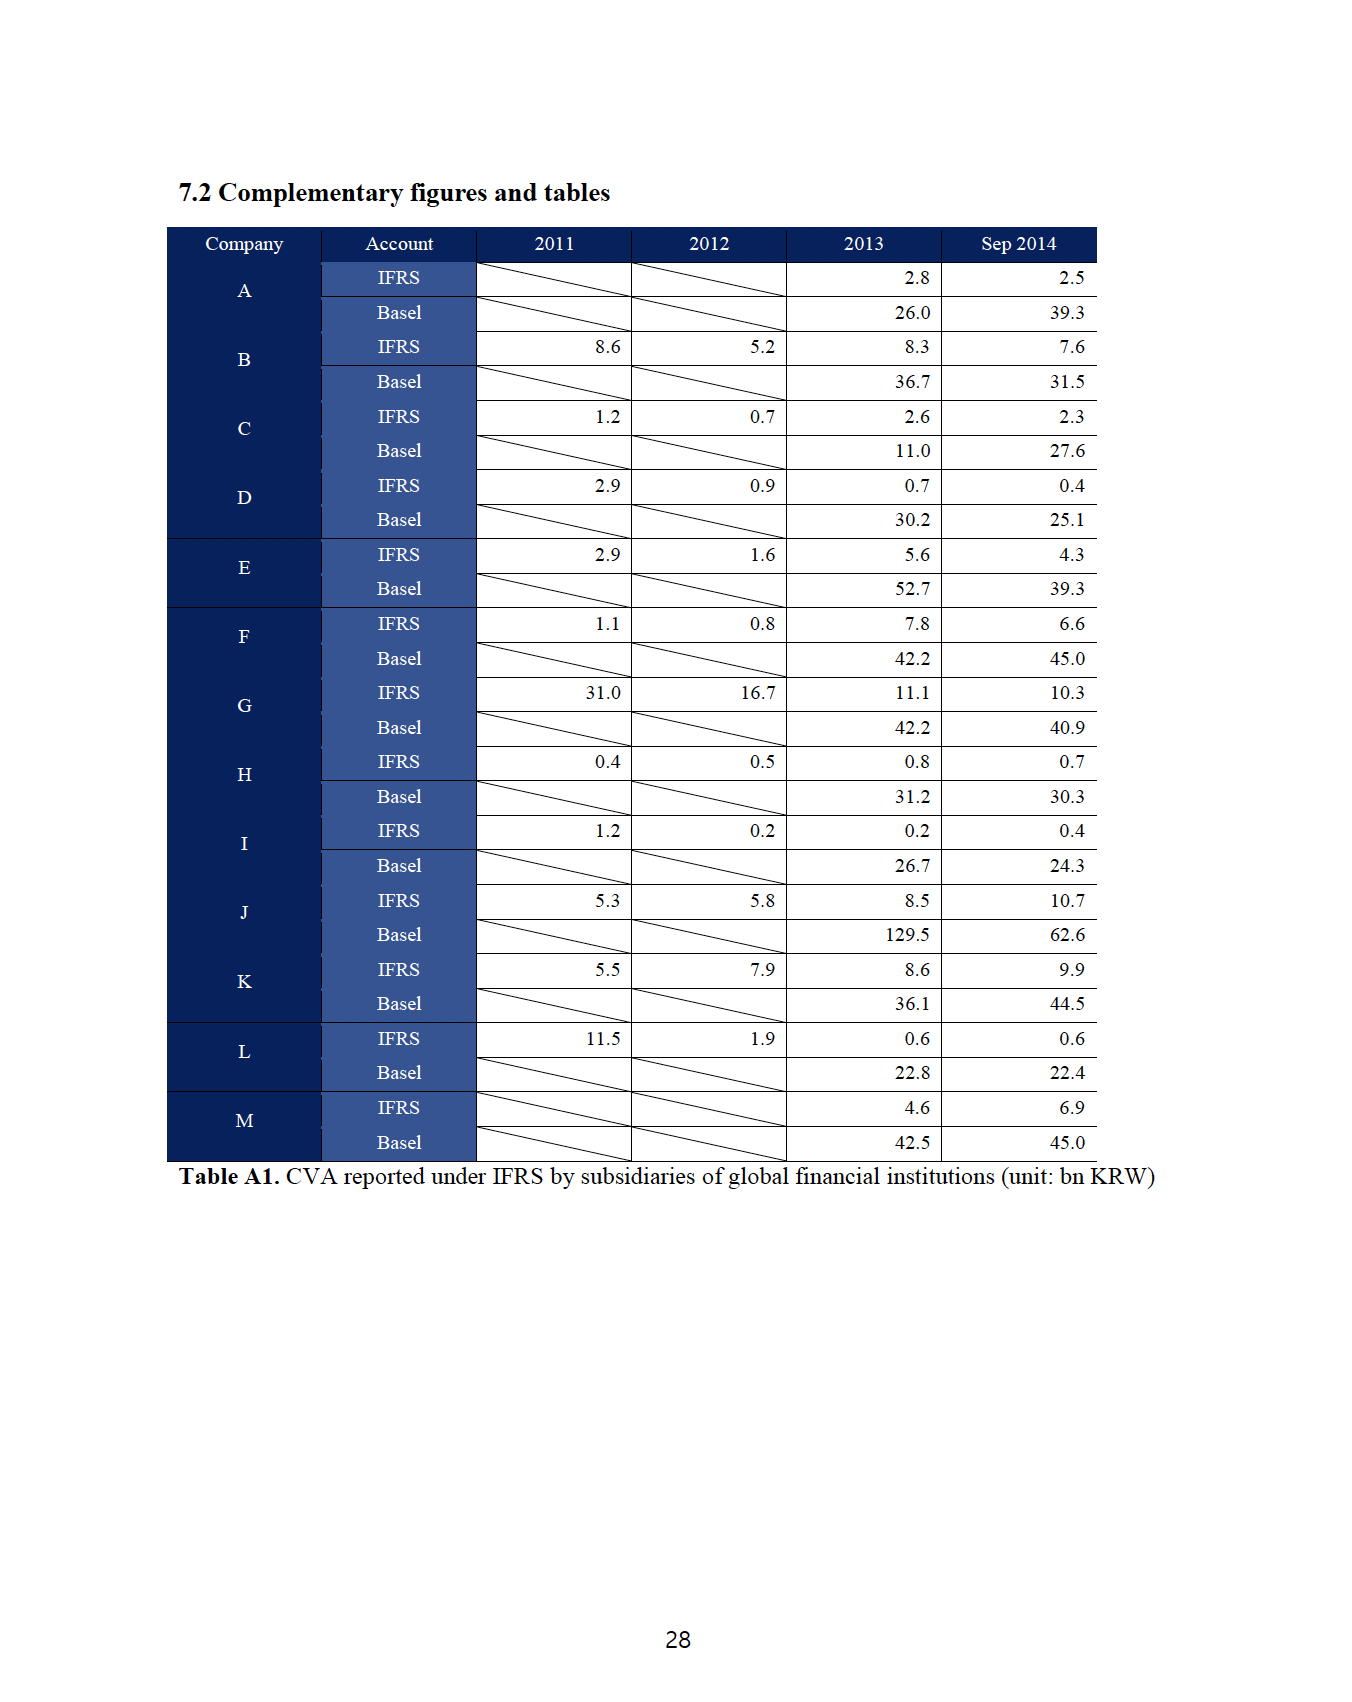 7.2 Complementary figures and tables
Company Account 2011 2012 2013 Sep 2014
A IFRS 2.8 2.5
Basel 26.0 39.3
B IFRS 8.6 5.2 8.3 7.6
Basel 36.7 31.5
C IFRS 1.2 0.7 2.6 2.3
Basel 11.0 27.6
D IFRS 2.9 0.9 0.7 0.4
Basel 30.2 25.1
E IFRS 2.9 1.6 5.6 4.3
Basel 52.7 39.3
F IFRS 1.1 0.8 7.8 6.6
Basel 42.2 45.0
G IFRS 31.0 16.7 11.1 10.3
Basel 42.2 40.9
H IFRS 0.4 0.5 0.8 0.7
Basel 31.2 30.3
I IFRS 1.2 0.2 0.2 0.4
Basel 26.7 24.3
J IFRS 5.3 5.8 8.5 10.7
Basel 129.5 62.6
K IFRS 5.5 7.9 8.6 9.9
Basel 36.1 44.5
L IFRS 11.5 1.9 0.6 0.6
Basel 22.8 22.4
M IFRS 4.6 6.9
Basel 42.5 45.0
Table A1. CVA reported under IFRS by subsidiaries of global financial institutions (unit: bn KRW)
28